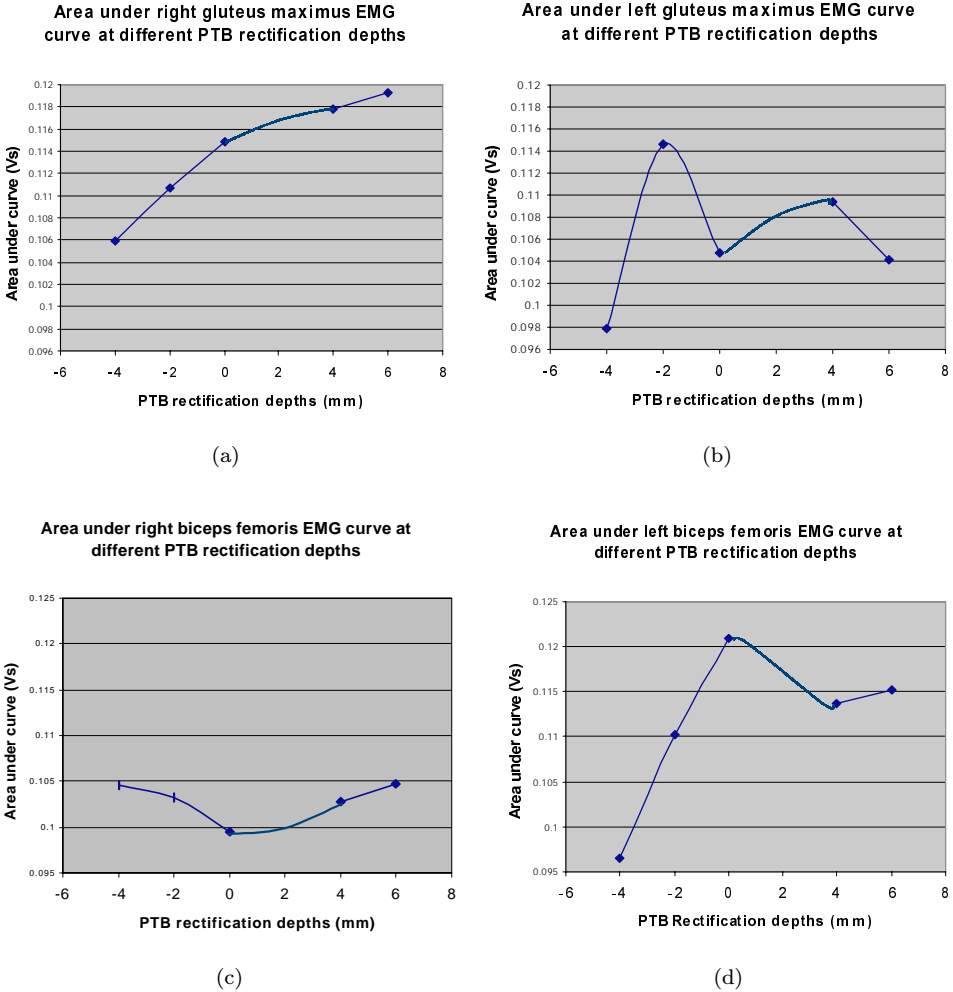 Area under right gluteus maximus EMG
curve at different PTB rectification depths
0.12
0.118
0.116
0.114
0.112
0.11
0.108
0.106
0.104
0.102
0.1
0.098
0.096
Area under curve (Vs)
-6 -4 -2 0 2 4 6 8
PTB rectification depths (mm)
(a)
Area under left gluteus maximus EMG curve
at different PTB rectification depths
0.12
0.118
0.116
0.114
0.112
0.11
0.108
0.106
0.104
0.102
0.1
0.098
0.096
Area under curve (Vs)
-6 -4 -2 0 2 4 6 8
PTB rectification depths (mm)
(b)
Area under right biceps femoris EMG curve at
different PTB rectification depths
0.125
0.12
0.115
0.11
0.105
0.1
0.095
Area under curve (Vs)
-6 -4 -2 0 2 4 6 8
PTB rectification depths (mm)
(c)
Area under left biceps femoris EMG curve at
different PTB rectification depths
0.125
0.12
0.115
0.11
0.105
0.1
0.095
Area under curve (Vs)
-6 -4 -2 0 2 4 6 8
PTB Rectification depths (mm)
(d)